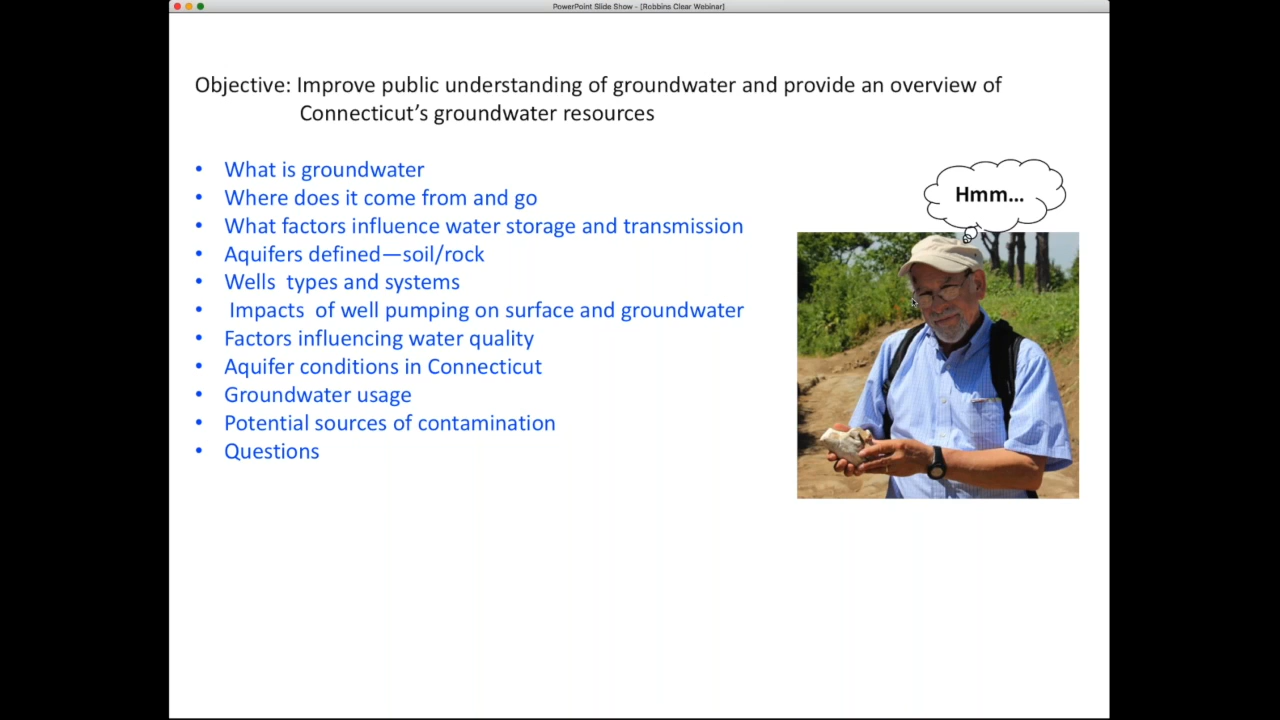 PowerPoint Slide Show - [Robbins Clear Webinar]
Objective: Improve public understanding of groundwater and provide an overview of
Connecticut’s groundwater resources
• What is groundwater
• Where does it come from and go
• What factors influence water storage and transmission
• Aquifers defined—soil/rock
• Wells  types and systems
•  Impacts  of well pumping on surface and groundwater
• Factors influencing water quality
• Aquifer conditions in Connecticut
• Groundwater usage
• Potential sources of contamination
• Questions
Hmm...